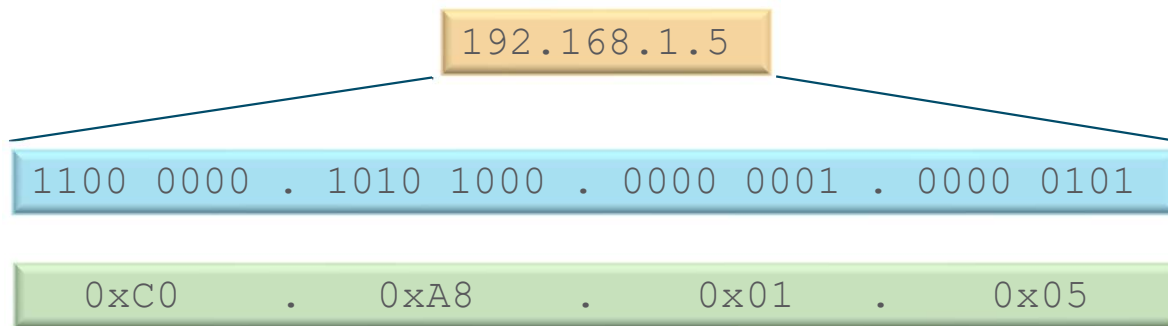 192.168.1.5
1100 0000 . 1010 1000 . 0000 0001 . 0000 0101
0xC0 . 0xA8 . 0x01 . 0x05